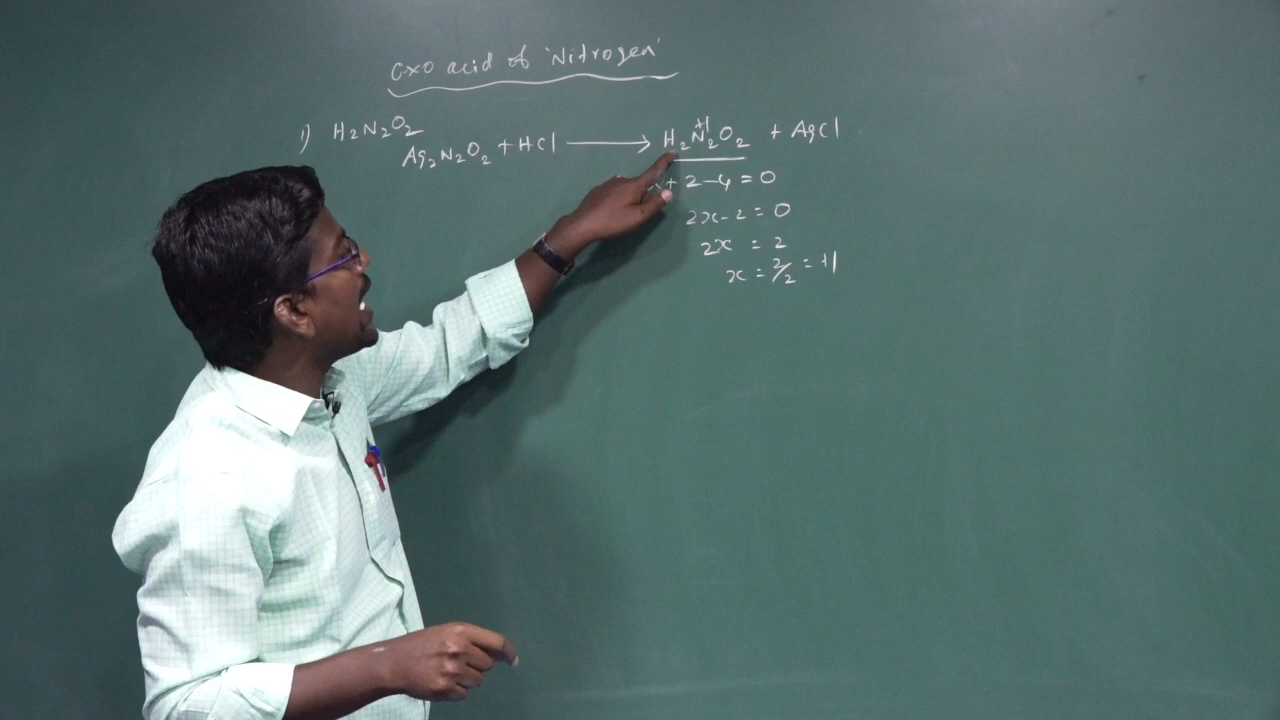 Oxo acid of 'Nitrogen'
1) H2N2O2
Ag2N2O2 + HCl ⟶ H2N2O2 + AgCl
+1
+ 2 - 4 = 0
2x - 2 = 0
2x = 2
x = 2/2 = +1